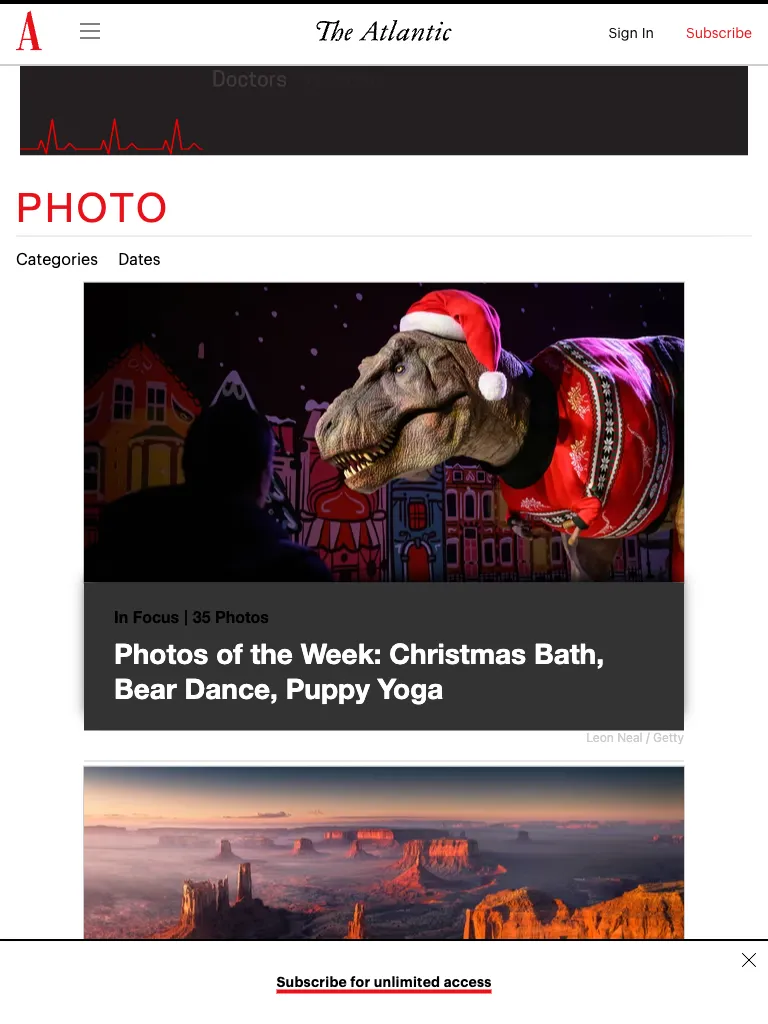 A
The Atlantic
Sign In
Subscribe
Doctors
PHOTO
Categories
Dates
In Focus | 35 Photos
Photos of the Week: Christmas Bath,
Bear Dance, Puppy Yoga
Leon Neal / Getty
Subscribe for unlimited access